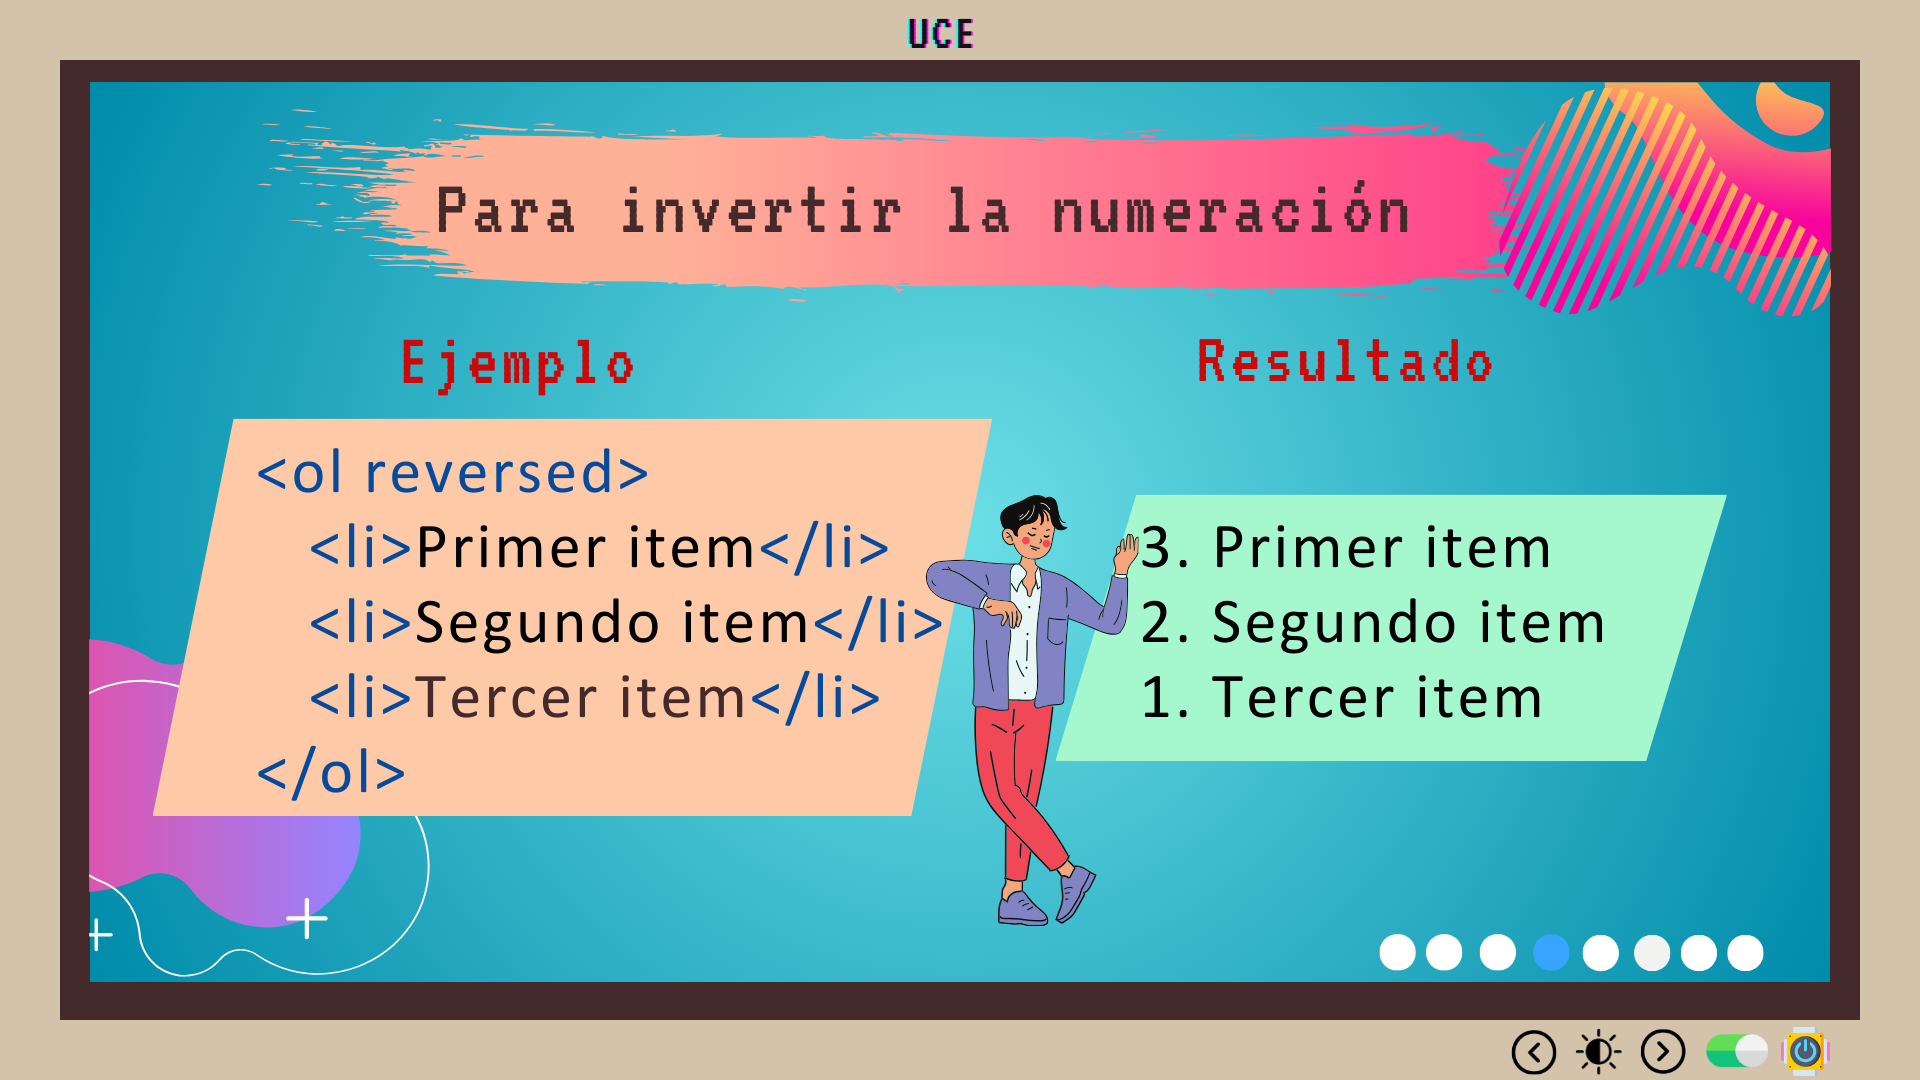 UCE
Para invertir la numeración
Ejemplo
<ol reversed>
<li>Primer item</li>
<li>Segundo item</li>
<li>Tercer item</li>
</ol>
Resultado
3. Primer item
2. Segundo item
1. Tercer item